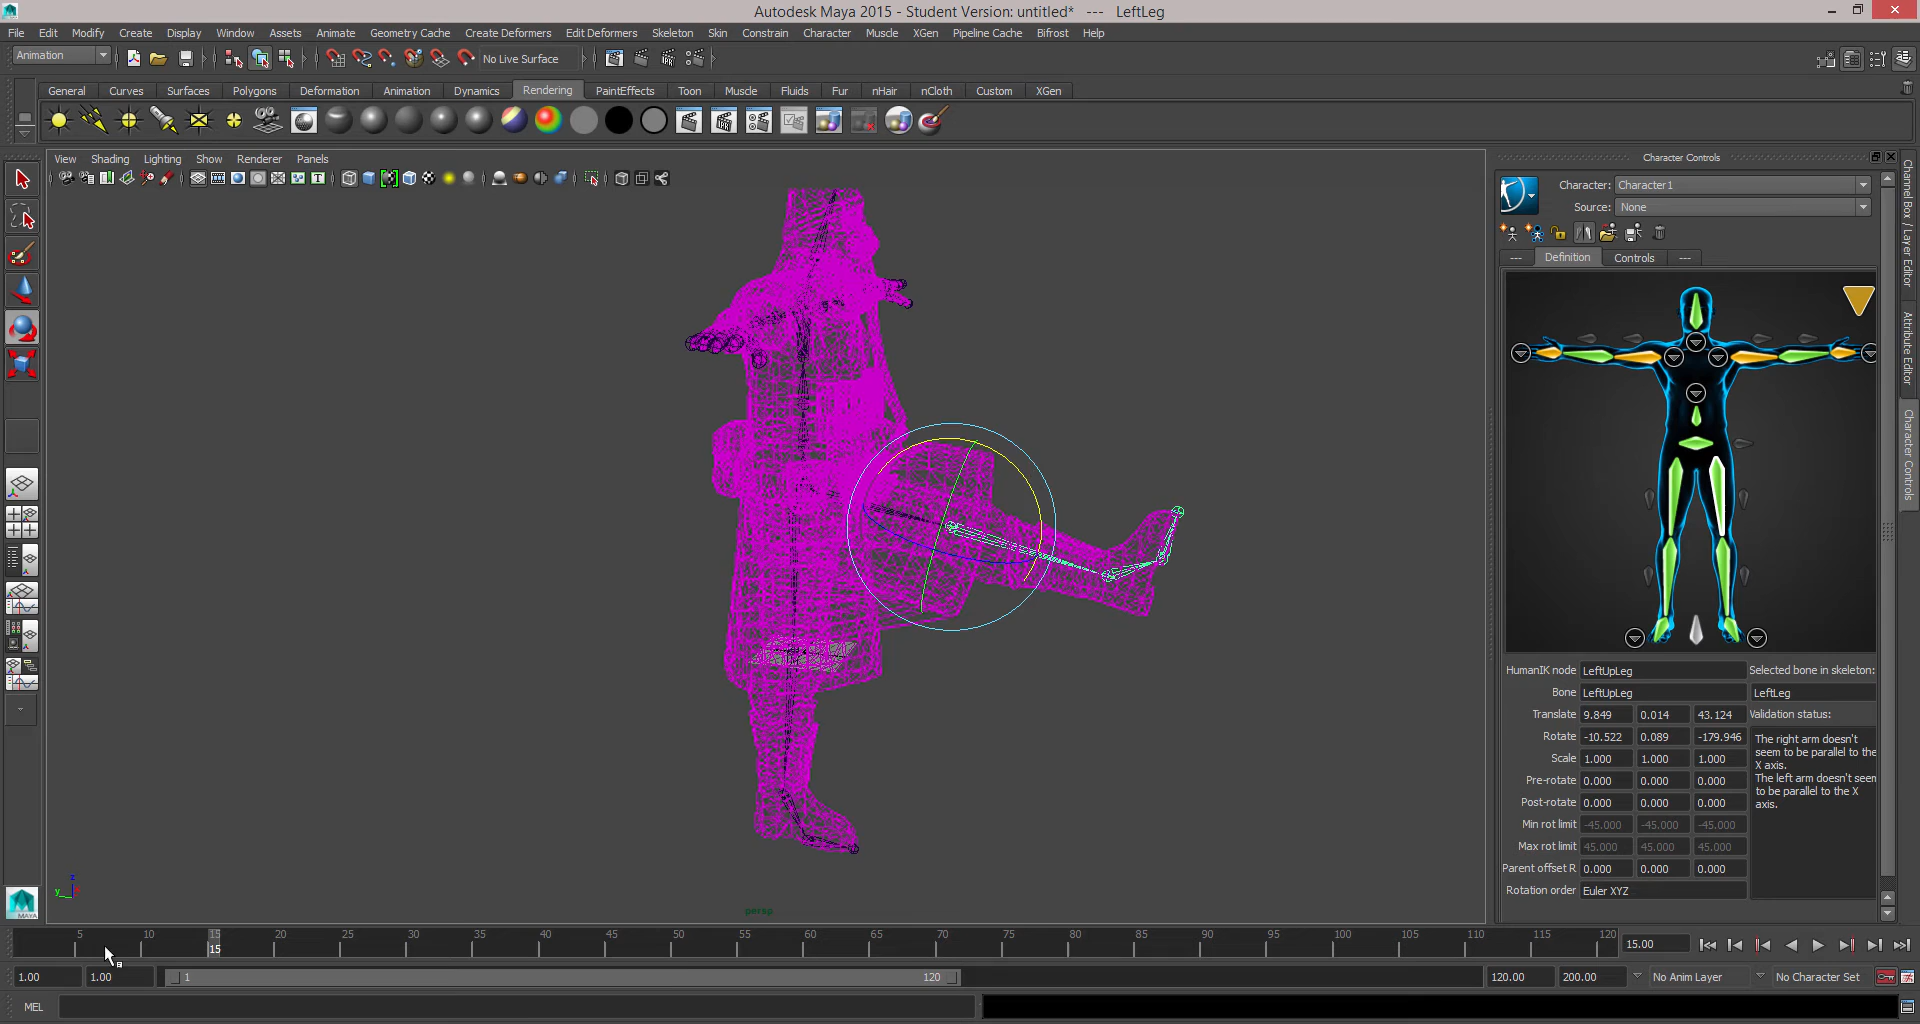 Autodesk Maya 2015 - Student Version: untitled*   ---   LeftLeg
File Edit Modify Create Display Window Assets Animate Geometry Cache Create Deformers Edit Deformers Skeleton Skin Constrain Character Muscle XGen Pipeline Cache Bifrost Help
Animation No Live Surface
General Curves Surfaces Polygons Deformation Animation Dynamics Rendering PaintEffects Toon Muscle Fluids Fur nHair nCloth Custom XGen
View Shading Lighting Show Renderer Panels
Character Controls
Character: Character1
Source: None
--- Definition Controls ---
Channel Box / Layer Editor
Attribute Editor
Character Controls
HumanIK node LeftUpLeg Selected bone in skeleton:
Bone LeftUpLeg LeftLeg
Translate 9.849 0.014 43.124 Validation status:
Rotate -10.522 0.089 -179.946
Scale 1.000 1.000 1.000
Pre-rotate 0.000 0.000 0.000
Post-rotate 0.000 0.000 0.000
Min rot limit -45.000 -45.000 -45.000
Max rot limit 45.000 45.000 45.000
Parent offset R 0.000 0.000 0.000
Rotation order Euler XYZ
The right arm doesn't
seem to be parallel to the
X axis.
The left arm doesn't seem
to be parallel to the X
axis.
z
y
MAYA
persp
5 10 15 20 25 30 35 40 45 50 55 60 65 70 75 80 85 90 95 100 105 110 115 120
15
15.00
1.00 1.00 1 120 120.00 200.00 No Anim Layer No Character Set
MEL